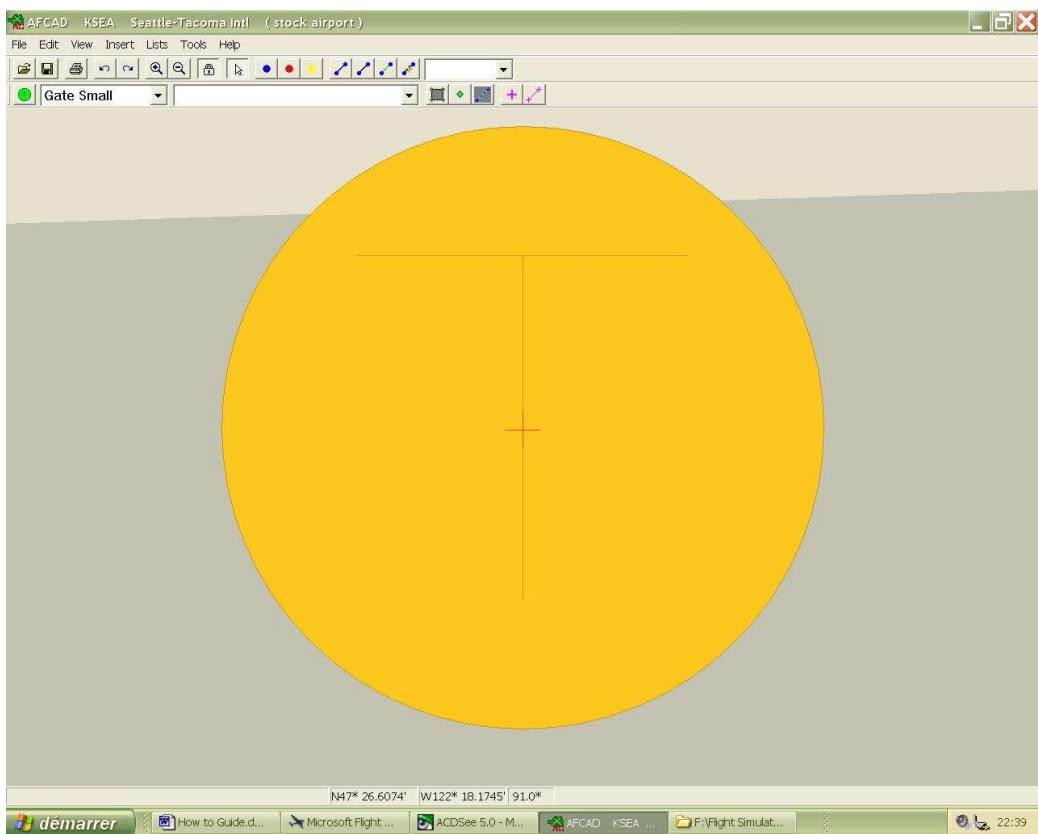 AFCAD KSEA Seattle-Tacoma Intl ( stock airport )
File Edit View Insert Lists Tools Help
Gate Small
N47* 26.6074' W122* 18.1745' 91.0*
démarrer How to Guide.d... Microsoft Flight ... ACDSee 5.0 - M... AFCAD KSEA ... F:\Flight Simulat... 22:39